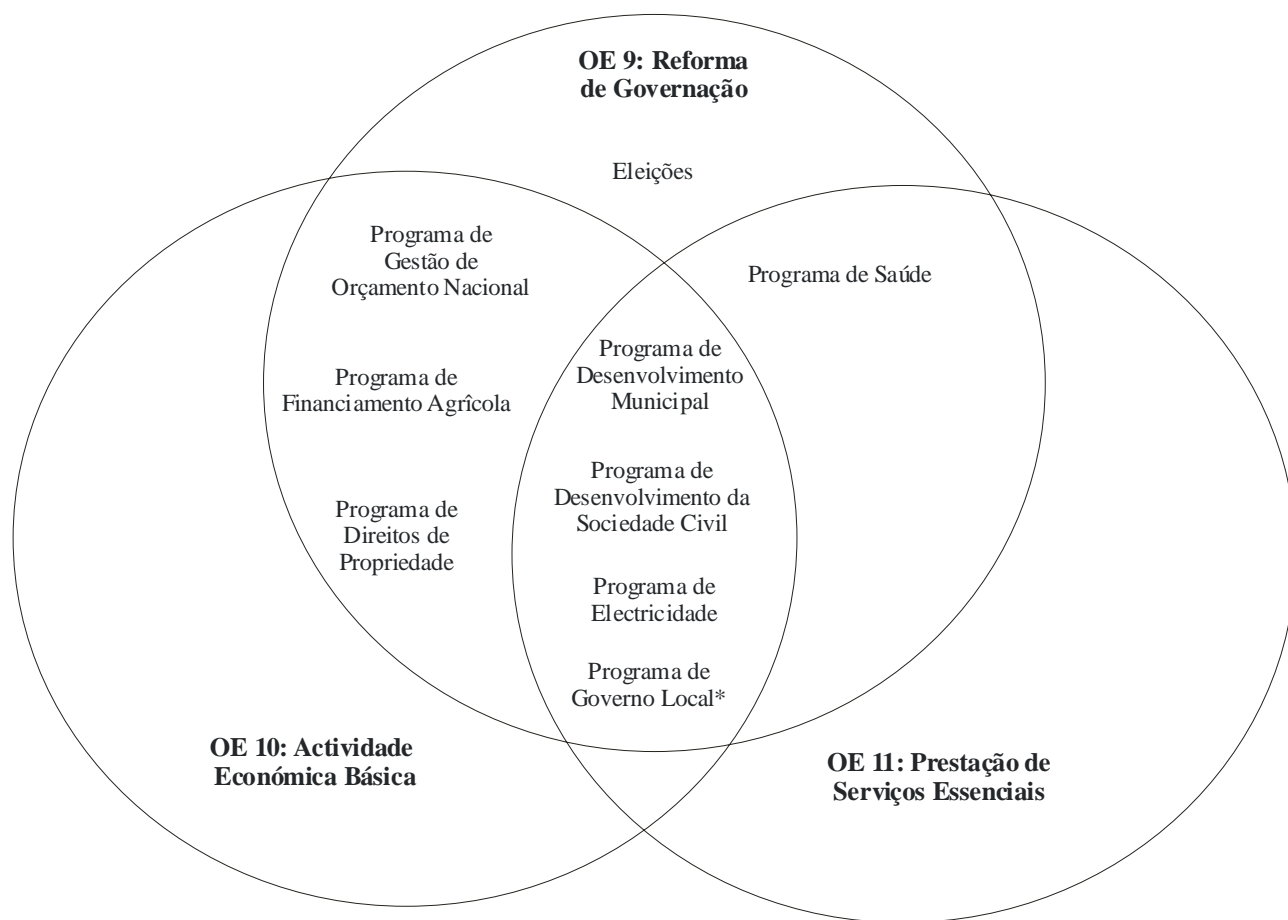 OE 9: Reforma
de Governação
Eleições
Programa de
Gestão de
Orçamento Nacional
Programa de Saúde
Programa de
Desenvolvimento
Municipal
Programa de
Financiamento Agrîcola
Programa de
Desenvolvimento da
Sociedade Civil
Programa de
Direitos de
Propriedade
Programa de
Electricidade
Programa de
Governo Local*
OE 10: Actividade
Económica Básica
OE 11: Prestação de
Serviços Essenciais